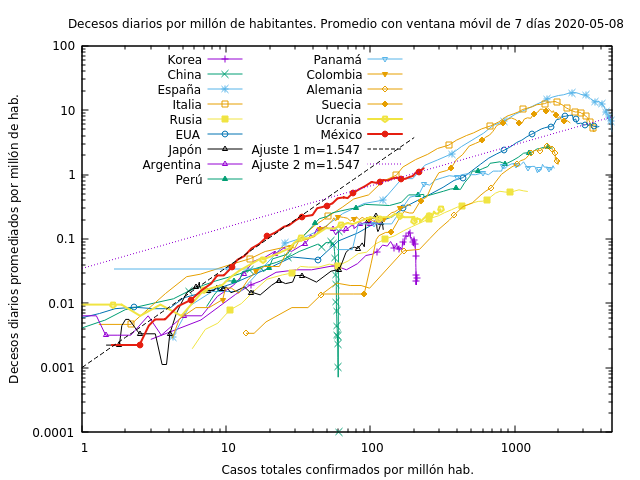 Decesos diarios por millón de habitantes. Promedio con ventana móvil de 7 días 2020-05-08
Decesos diarios promediados por millón de hab.
100
10
1
0.1
0.01
0.001
0.0001
Korea
China
España
Italia
Rusia
EUA
Japón
Argentina
Perú
Panamá
Colombia
Alemania
Suecia
Ucrania
México
Ajuste 1 m=1.547
Ajuste 2 m=1.547
1 10 100 1000
Casos totales confirmados por millón hab.